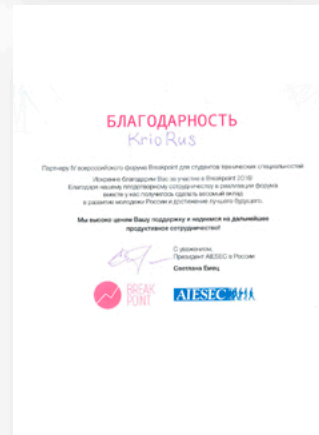 БЛАГОДАРНОСТЬ
KrioRus
Партнеру IV всероссийского форума Breakpoint для студентов технических специальностей
Искренне благодарим Вас за участие в Breakpoint 2016!
Благодаря нашему плодотворному сотрудничеству в реализации форума
вместе у нас получилось сделать весомый вклад
в развитие молодежи России и достижение лучшего будущего.
Мы высоко ценим Вашу поддержку и надеемся на дальнейшее
продуктивное сотрудничество!
С уважением,
Президент AIESEC в России
Светлана
BREAK
POINT
AIESEC